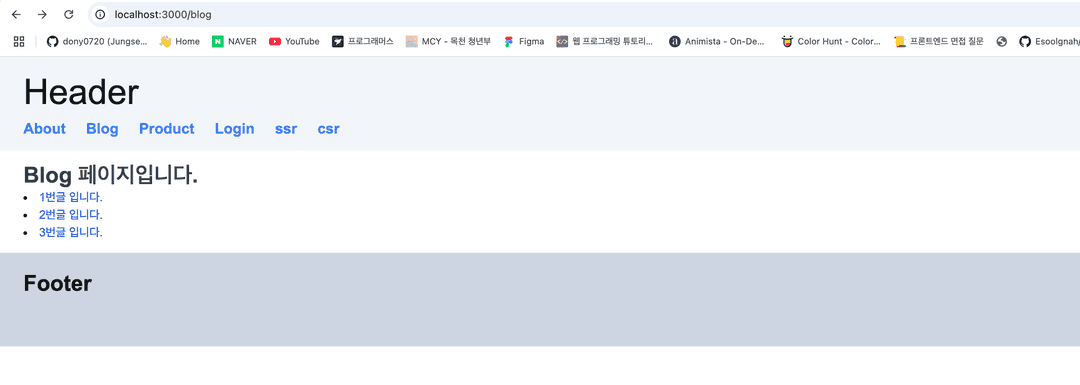 localhost:3000/blog
dony0720 (Jungse... Home NAVER YouTube 프로그래머스 MCY - 목천 청년부 Figma 웹 프로그래밍 튜토리... Animista - On-De... Color Hunt - Color... 프론트엔드 면접 질문 Esoolgnah/
Header
About Blog Product Login ssr csr
Blog 페이지입니다.
1번글 입니다.
2번글 입니다.
3번글 입니다.
Footer